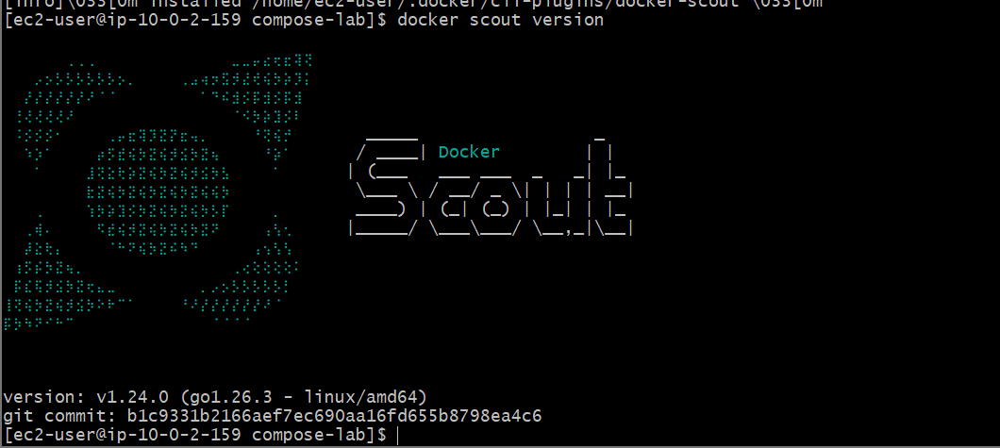 [info]\033[0m installed /home/ec2-user/.docker/cli-plugins/docker-scout \033[0m
[ec2-user@ip-10-0-2-159 compose-lab]$ docker scout version
Docker
Scout
version: v1.24.0 (go1.26.3 - linux/amd64)
git commit: b1c9331b2166aef7ec690aa16fd655b8798ea4c6
[ec2-user@ip-10-0-2-159 compose-lab]$